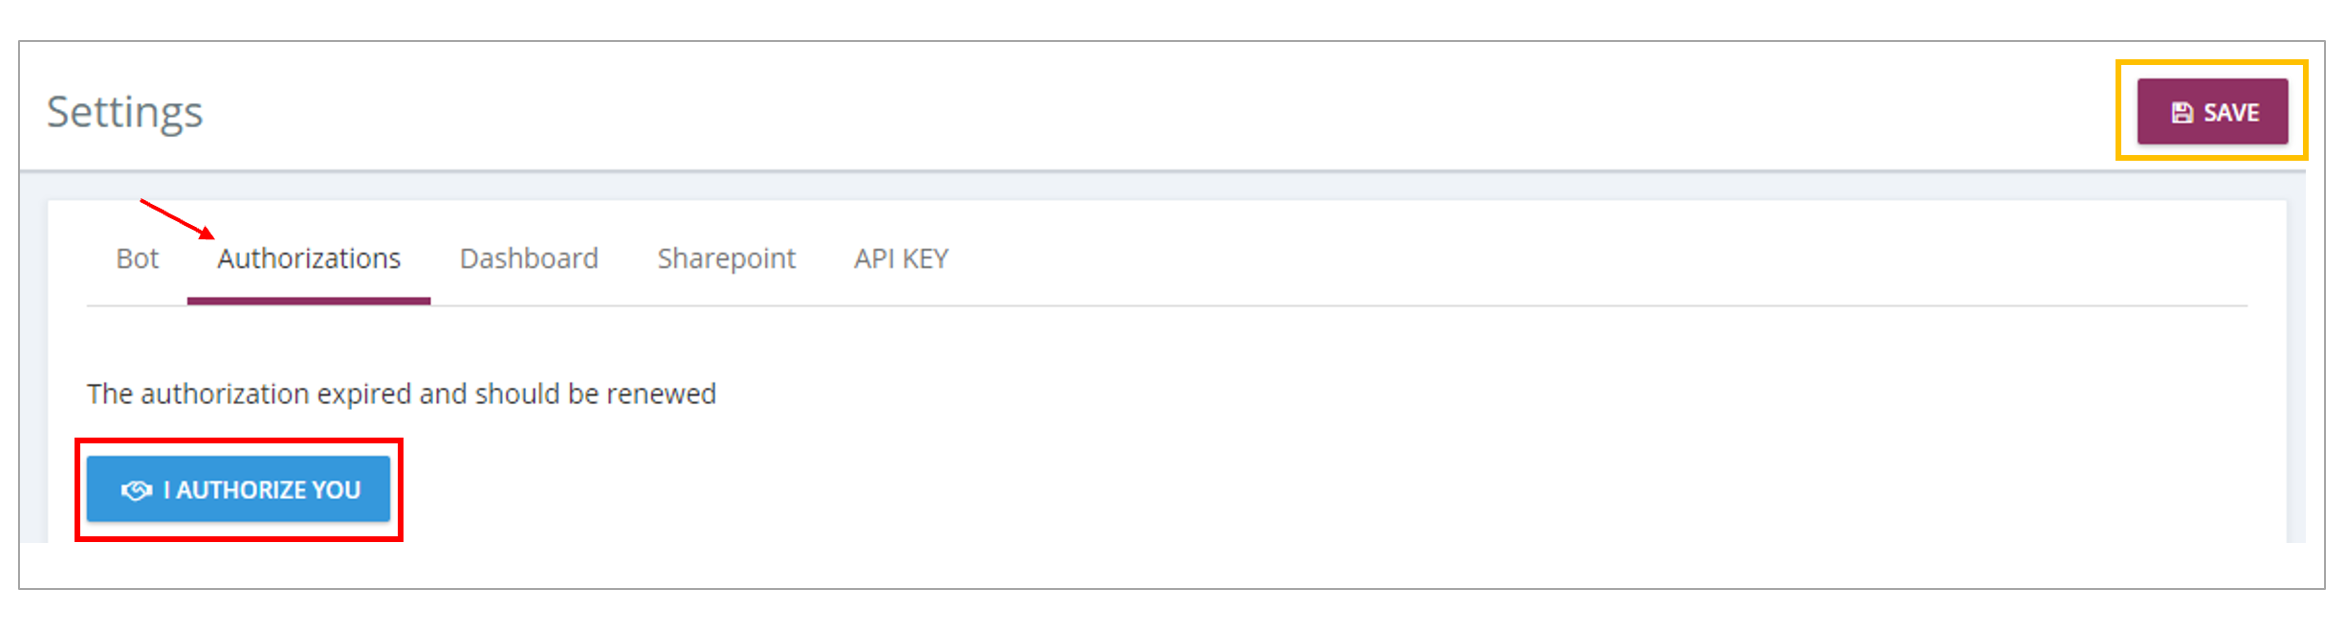 Settings
SAVE
Bot Authorizations Dashboard Sharepoint API KEY
The authorization expired and should be renewed
I AUTHORIZE YOU